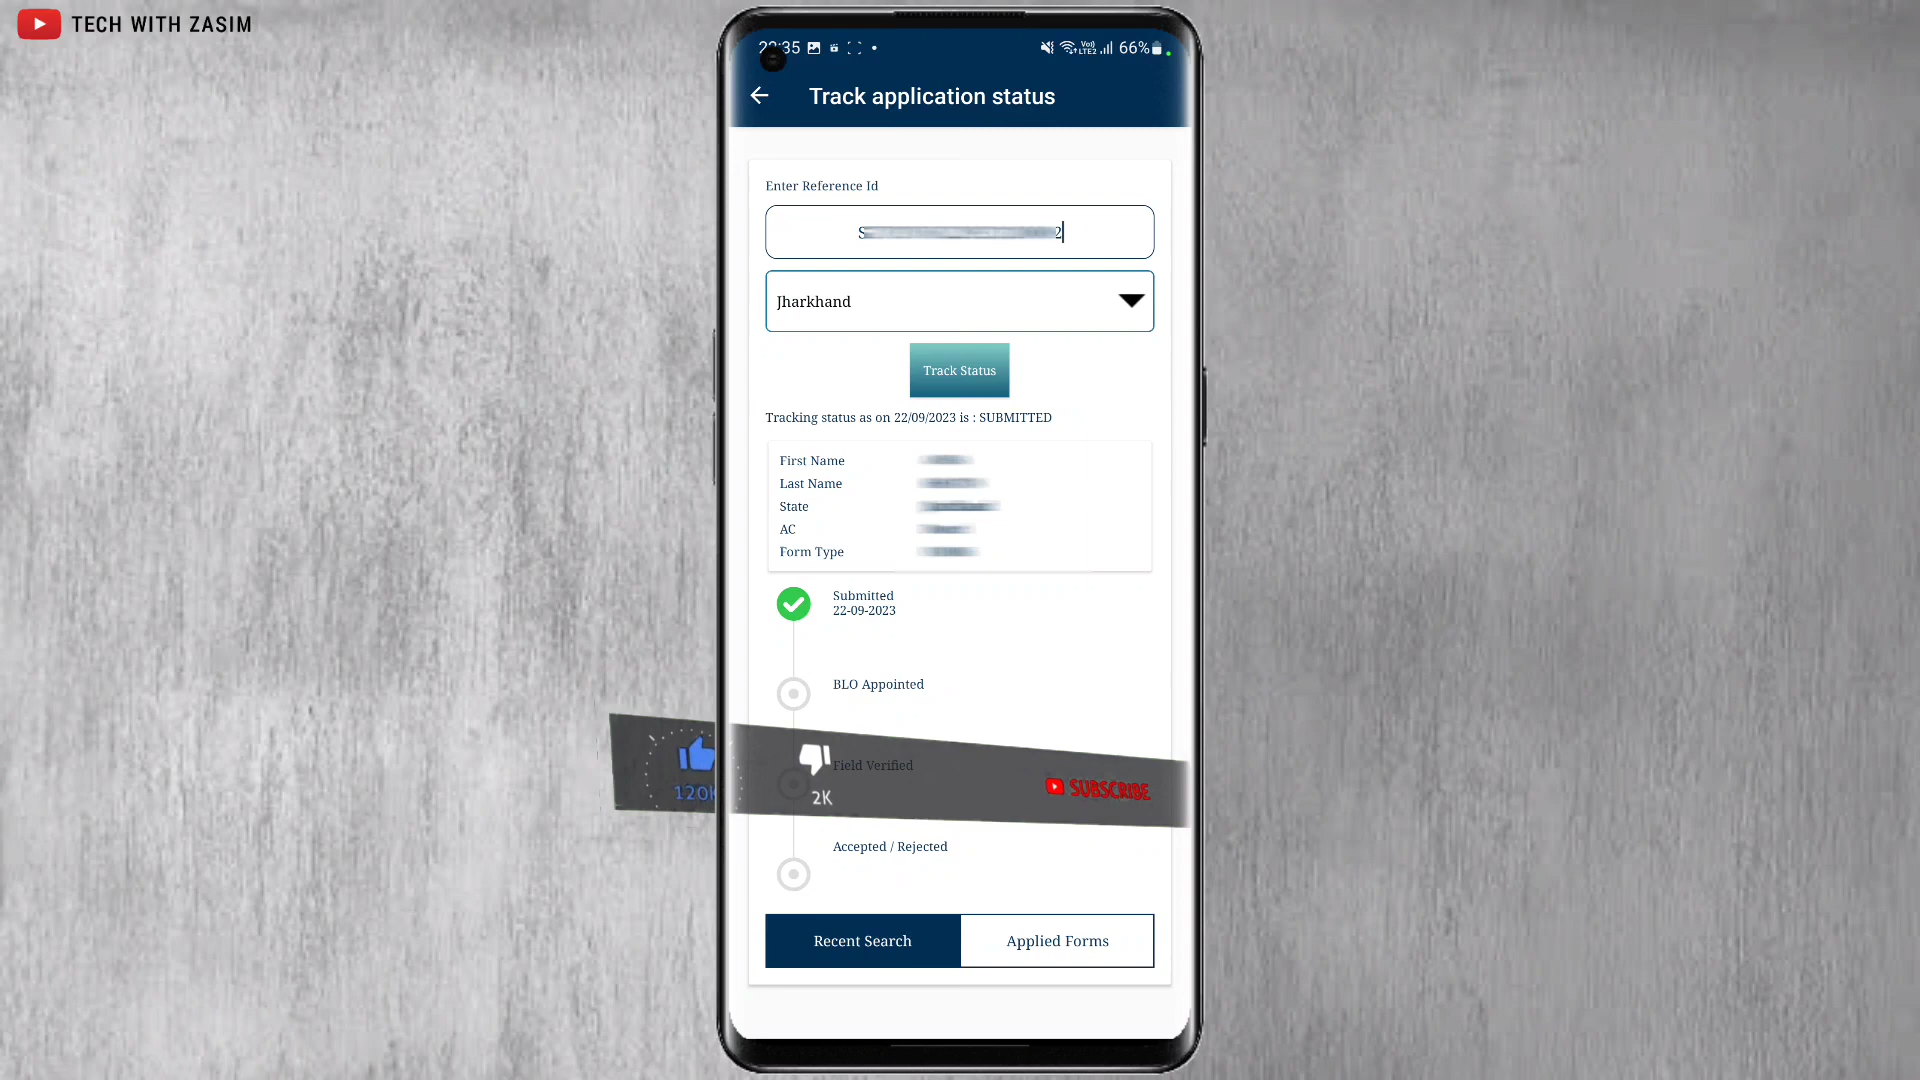 TECH WITH ZASIM
22:35
66%
Track application status
Enter Reference Id
Jharkhand
Track Status
Tracking status as on 22/09/2023 is : SUBMITTED
First Name
Last Name
State
AC
Form Type
Submitted
22-09-2023
BLO Appointed
Field Verified
120K
2K
SUBSCRIBE
Accepted / Rejected
Recent Search
Applied Forms